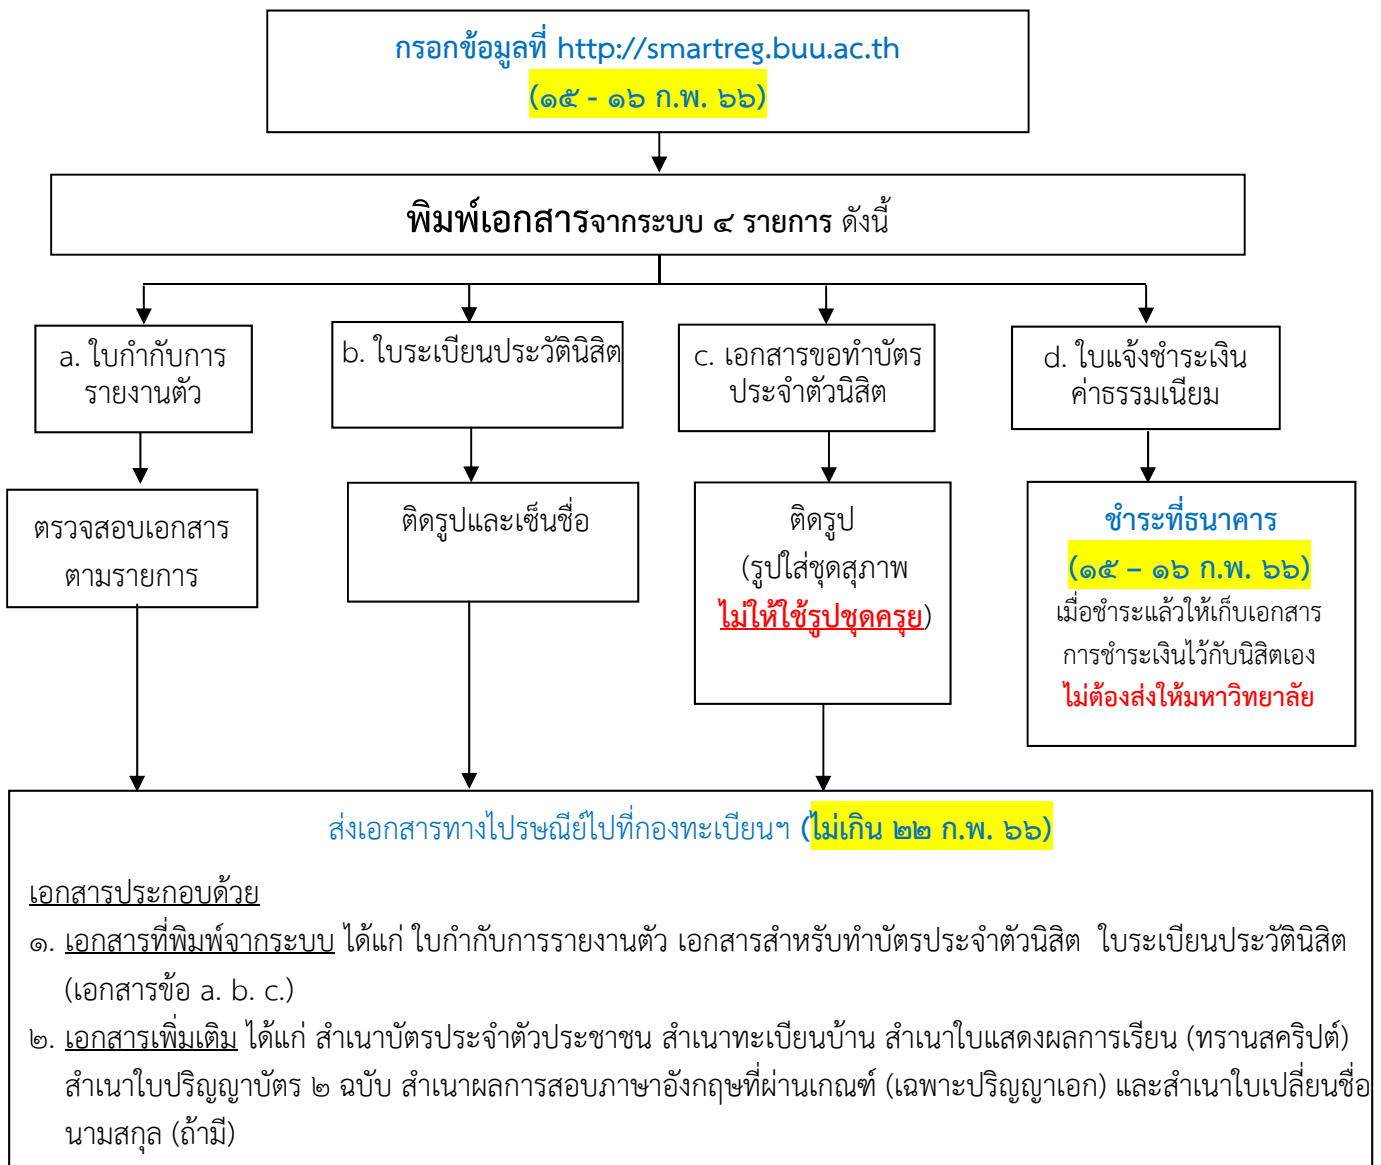 กรอกข้อมูลที่ http://smartreg.buu.ac.th
(๑๕ - ๑๖ ก.พ. ๖๖)
พิมพ์เอกสารจากระบบ ๔ รายการ ดังนี้
a. ใบกำกับการ
รายงานตัว
b. ใบระเบียนประวัตินิสิต
c. เอกสารขอทำบัตร
ประจำตัวนิสิต
d. ใบแจ้งชำระเงิน
ค่าธรรมเนียม
ตรวจสอบเอกสาร
ตามรายการ
ติดรูปและเซ็นชื่อ
ติดรูป
(รูปใส่ชุดสุภาพ
ไม่ให้ใช้รูปชุดครุย)
ชำระที่ธนาคาร
(๑๕ – ๑๖ ก.พ. ๖๖)
เมื่อชำระแล้วให้เก็บเอกสาร
การชำระเงินไว้กับนิสิตเอง
ไม่ต้องส่งให้มหาวิทยาลัย
ส่งเอกสารทางไปรษณีย์ไปที่กองทะเบียนฯ (ไม่เกิน ๒๒ ก.พ. ๖๖)
เอกสารประกอบด้วย
๑. เอกสารที่พิมพ์จากระบบ ได้แก่ ใบกำกับการรายงานตัว เอกสารสำหรับทำบัตรประจำตัวนิสิต ใบระเบียนประวัตินิสิต
(เอกสารข้อ a. b. c.)
๒. เอกสารเพิ่มเติม ได้แก่ สำเนาบัตรประจำตัวประชาชน สำเนาทะเบียนบ้าน สำเนาใบแสดงผลการเรียน (ทรานสคริปต์)
สำเนาใบปริญญาบัตร ๒ ฉบับ สำเนาผลการสอบภาษาอังกฤษที่ผ่านเกณฑ์ (เฉพาะปริญญาเอก) และสำเนาใบเปลี่ยนชื่อ
นามสกุล (ถ้ามี)